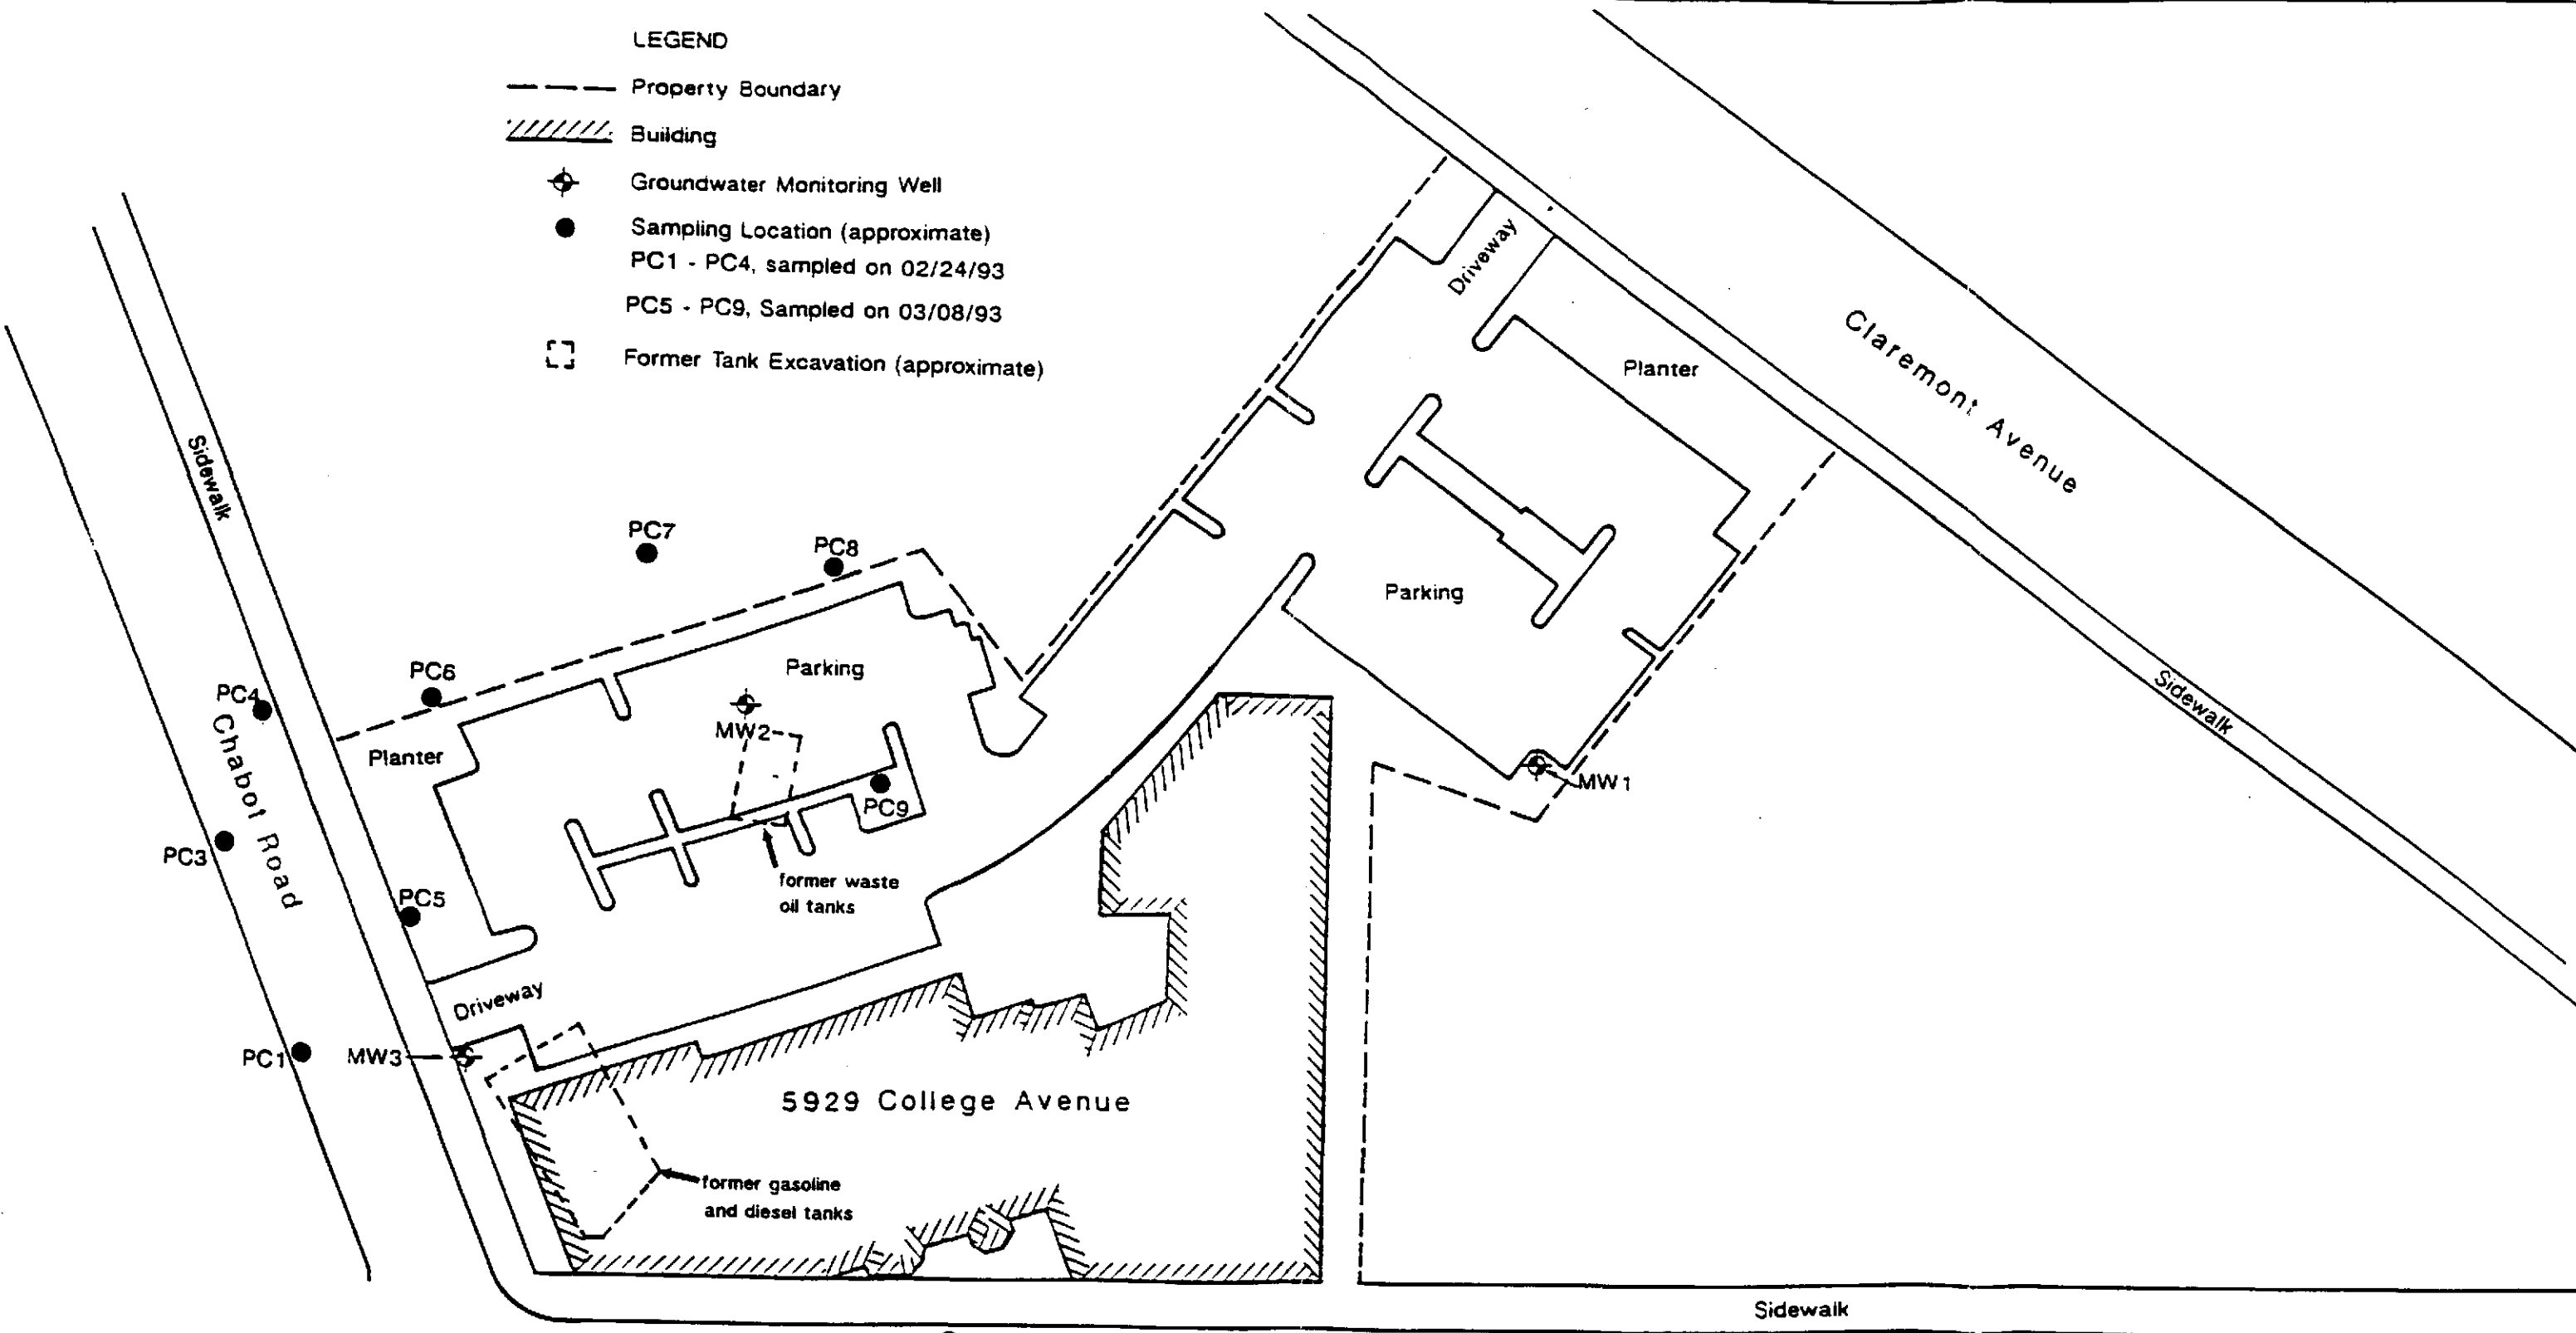 LEGEND
Property Boundary
Building
Groundwater Monitoring Well
Sampling Location (approximate)
PC1 - PC4, sampled on 02/24/93
PC5 - PC9, Sampled on 03/08/93
Former Tank Excavation (approximate)
Driveway
Planter
Claremont Avenue
Sidewalk
PC7
PC8
Parking
Parking
PC6
PC4
Chabot Road
MW2
Planter
Sidewalk
MW1
PC9
PC3
former waste
oil tanks
PC5
Driveway
PC1
MW3
5929 College Avenue
former gasoline
and diesel tanks
Sidewalk